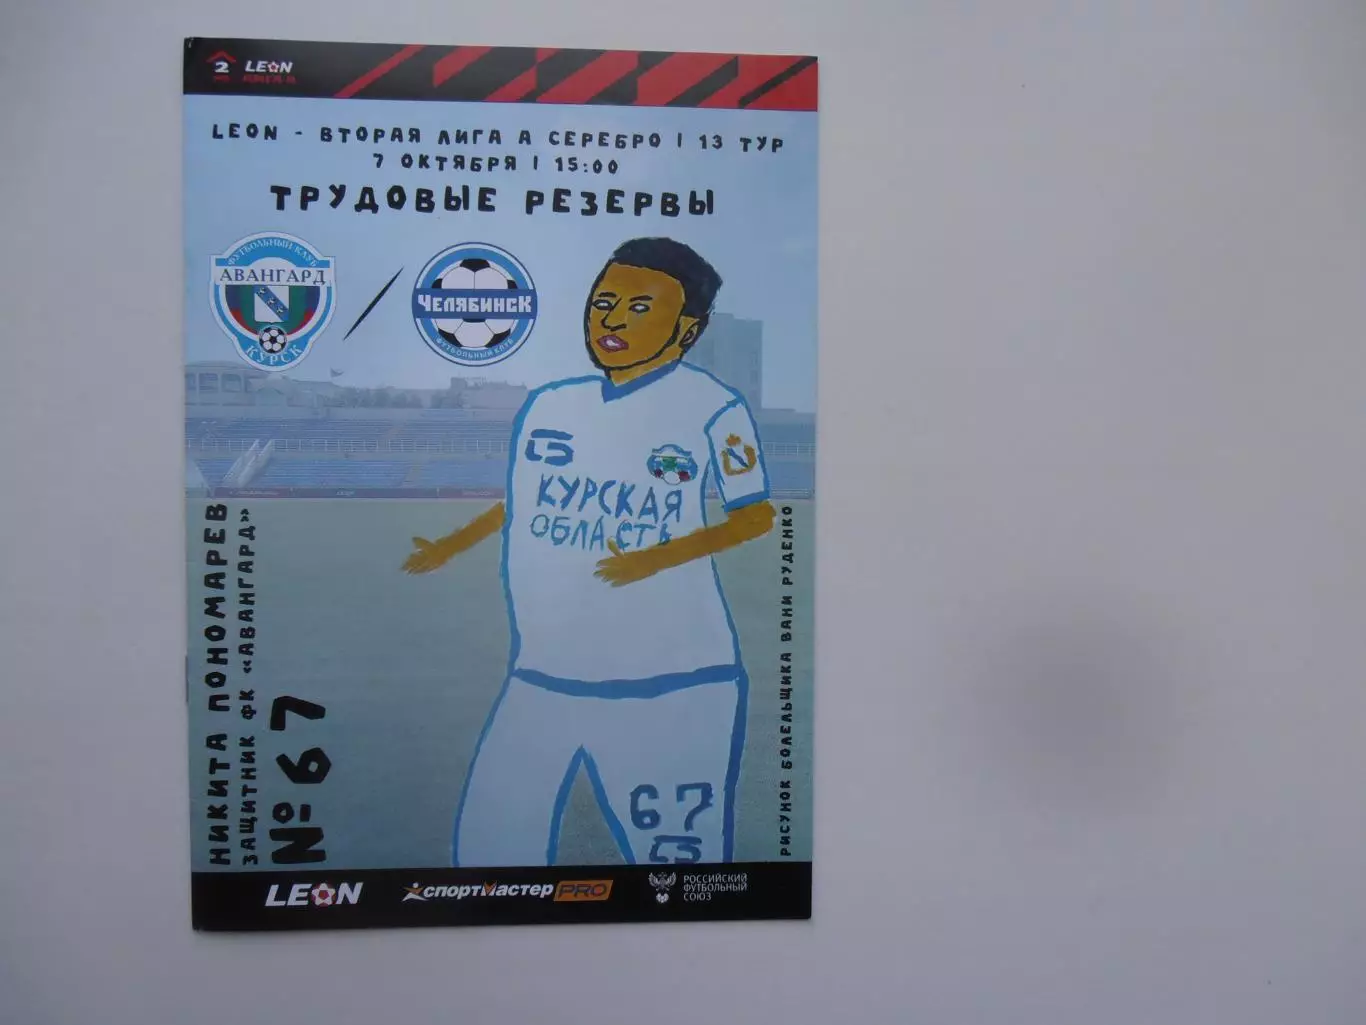 2 LEON
ЛИГА А
LEON - ВТОРАЯ ЛИГА А СЕРЕБРО | 13 ТУР
7 ОКТЯБРЯ | 15:00
ТРУДОВЫЕ РЕЗЕРВЫ
ФУТБОЛЬНЫЙ КЛУБ
АВАНГАРД
КУРСК
ЧЕЛЯБИНСК
ФУТБОЛЬНЫЙ КЛУБ
КУРСКАЯ
ОБЛАСТЬ
НИКИТА ПОНОМАРЕВ
ЗАЩИТНИК ФК «АВАНГАРД»
№67
67
РИСУНОК БОЛЕЛЬЩИКА ВАНИ РУДЕНКО
LEON
СПОРТМАСТЕР PRO
РОССИЙСКИЙ
ФУТБОЛЬНЫЙ
СОЮЗ